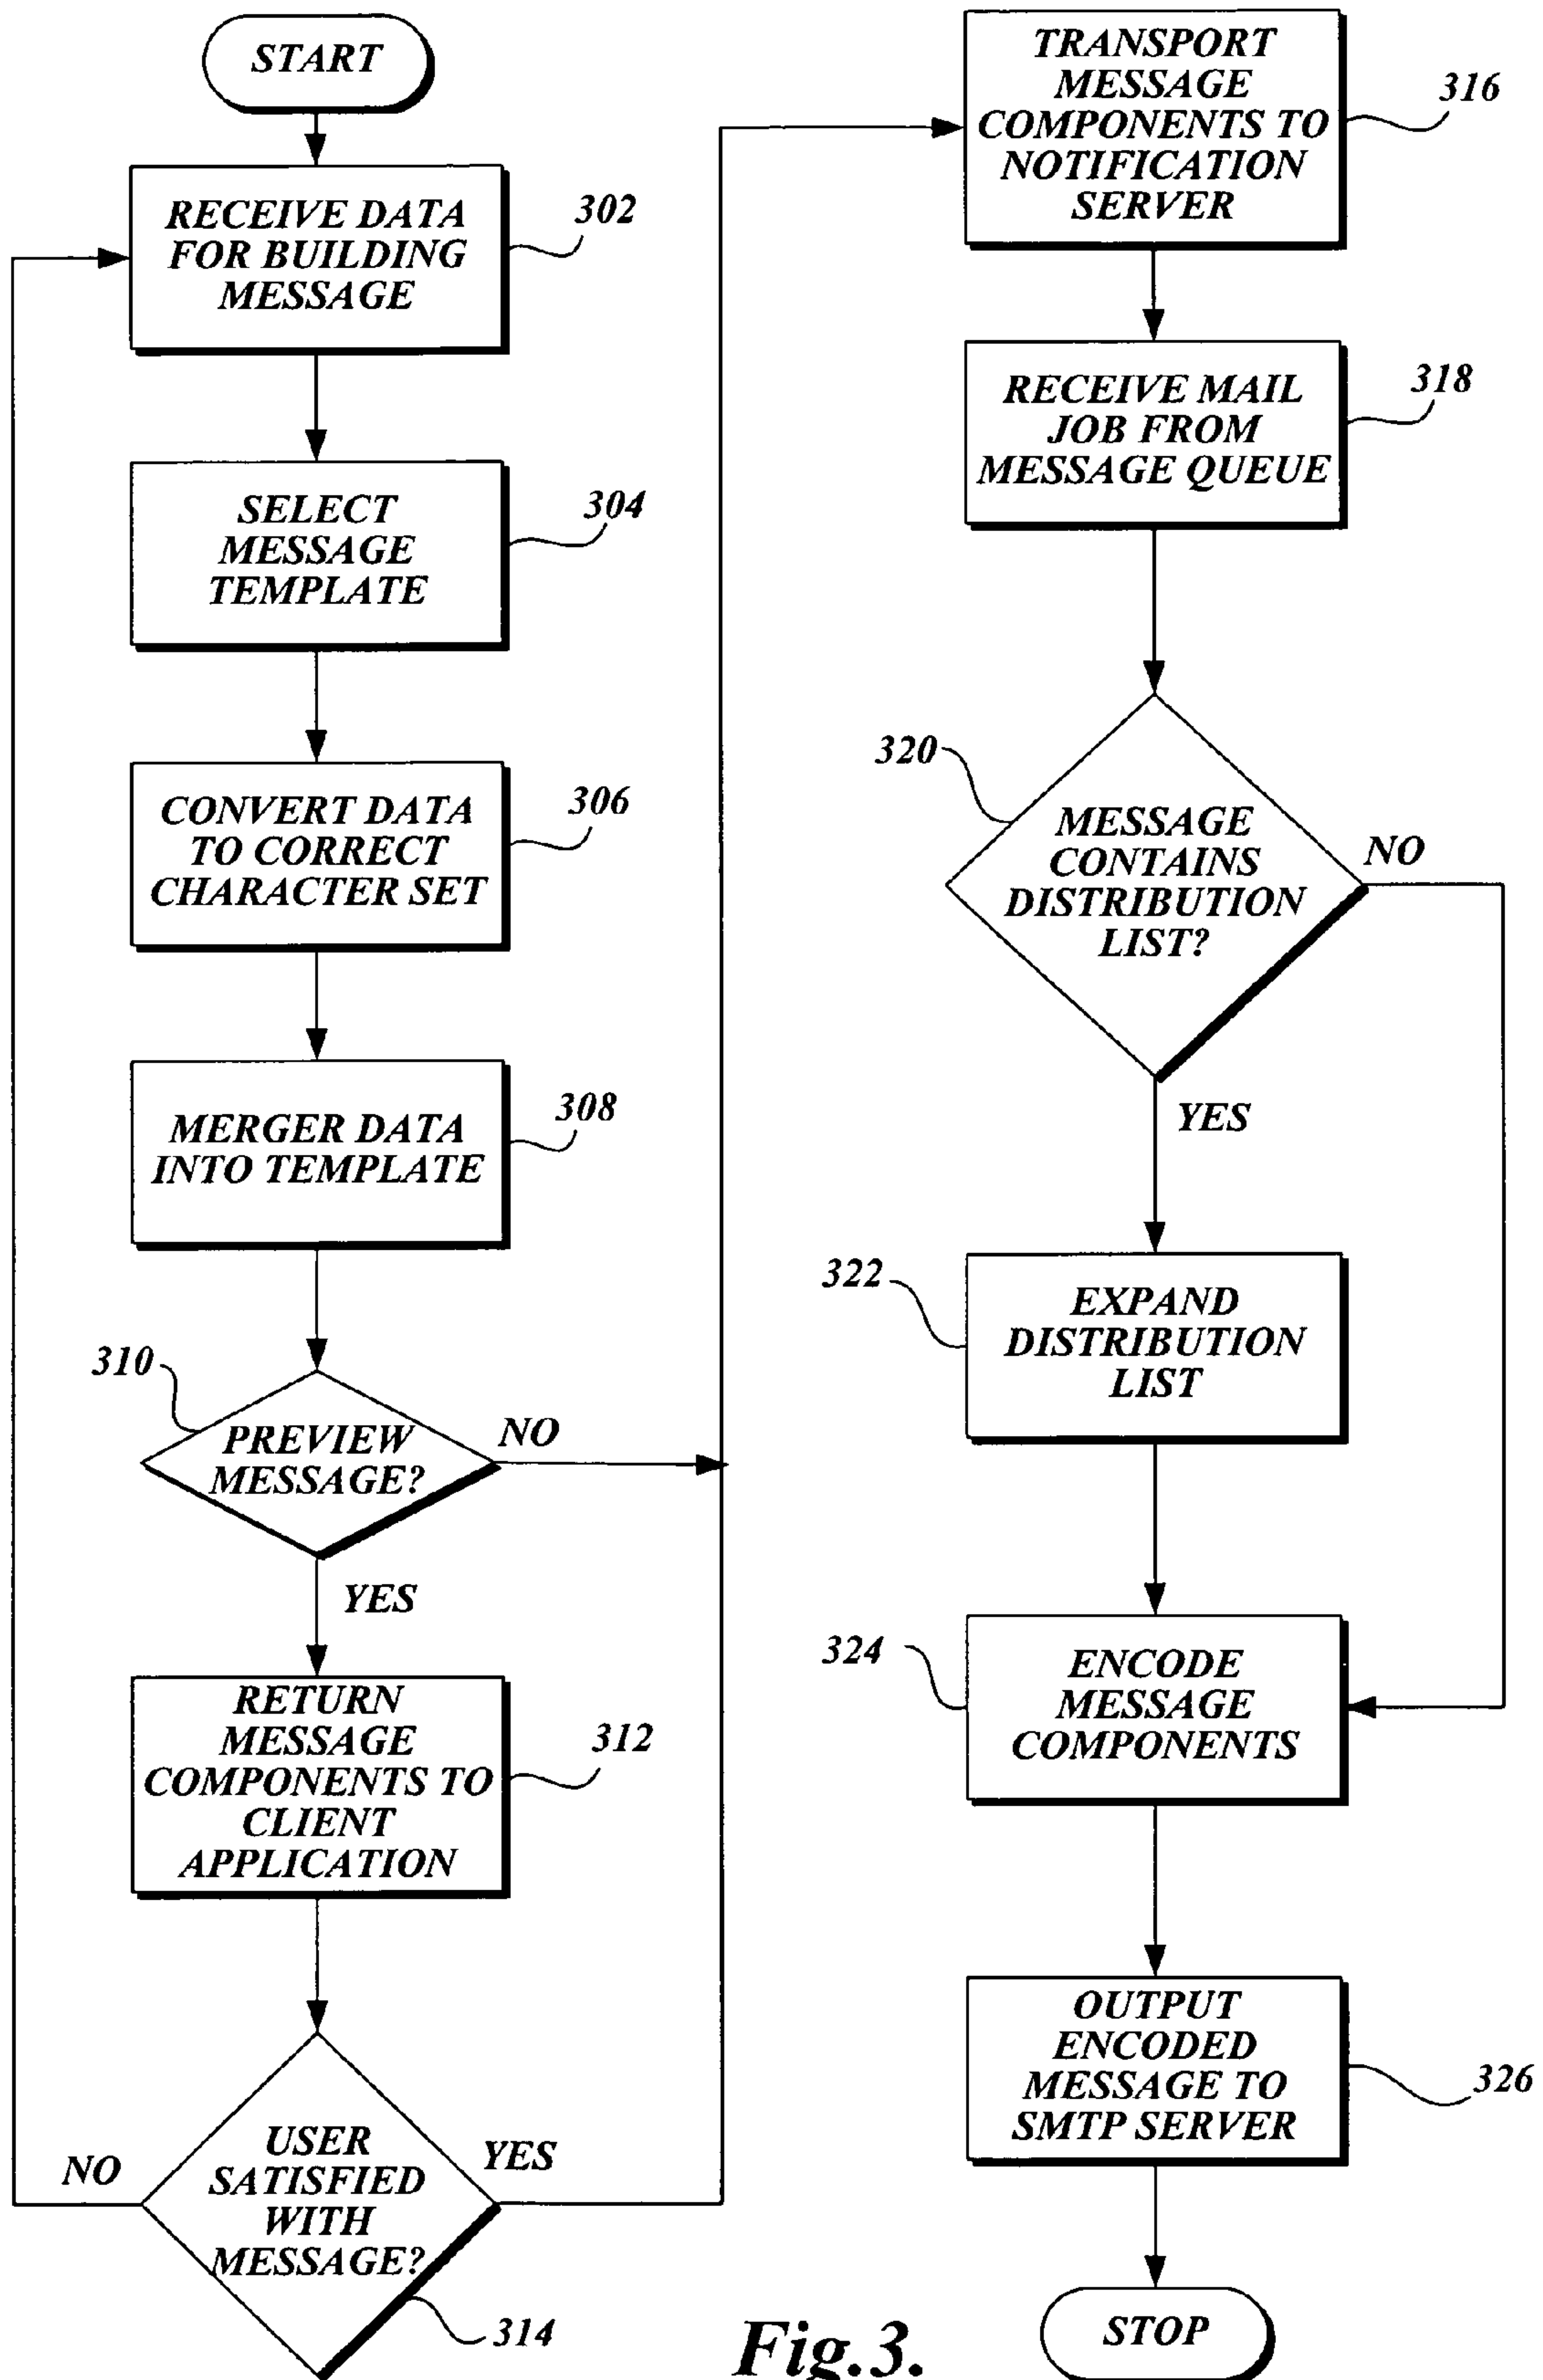 START
RECEIVE DATA
FOR BUILDING
MESSAGE
302
SELECT
MESSAGE
TEMPLATE
304
CONVERT DATA
TO CORRECT
CHARACTER SET
306
MERGER DATA
INTO TEMPLATE
308
310
PREVIEW
MESSAGE?
NO
YES
RETURN
MESSAGE
COMPONENTS TO
CLIENT
APPLICATION
312
USER
SATISFIED
WITH
MESSAGE?
NO
YES
314
TRANSPORT
MESSAGE
COMPONENTS TO
NOTIFICATION
SERVER
316
RECEIVE MAIL
JOB FROM
MESSAGE QUEUE
318
320
MESSAGE
CONTAINS
DISTRIBUTION
LIST?
NO
YES
322
EXPAND
DISTRIBUTION
LIST
324
ENCODE
MESSAGE
COMPONENTS
OUTPUT
ENCODED
MESSAGE TO
SMTP SERVER
326
STOP
Fig.3.